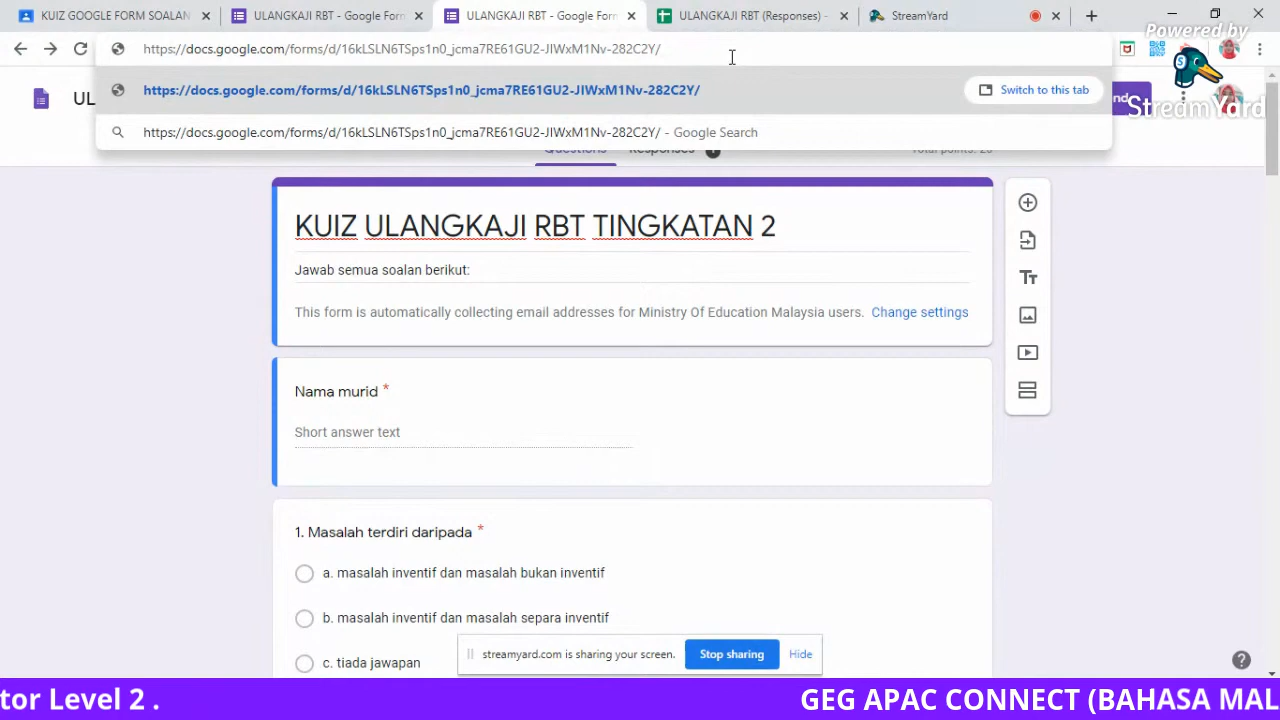 KUIZ GOOGLE FORM SOALAN
ULANGKAJI RBT - Google Fo
ULANGKAJI RBT - Google Forn
ULANGKAJI RBT (Responses) -
StreamYard
https://docs.google.com/forms/d/16kLSLN6TSps1n0_jcma7RE61GU2-JIWxM1Nv-282C2Y/
Powered by
https://docs.google.com/forms/d/16kLSLN6TSps1n0_jcma7RE61GU2-JIWxM1Nv-282C2Y/
Switch to this tab
UL
nd
StreamYard
https://docs.google.com/forms/d/16kLSLN6TSps1n0_jcma7RE61GU2-JIWxM1Nv-282C2Y/ - Google Search
Questions Responses
KUIZ ULANGKAJI RBT TINGKATAN 2
Jawab semua soalan berikut:
This form is automatically collecting email addresses for Ministry Of Education Malaysia users. Change settings
Nama murid *
Short answer text
1. Masalah terdiri daripada *
a. masalah inventif dan masalah bukan inventif
b. masalah inventif dan masalah separa inventif
c. tiada jawapan
streamyard.com is sharing your screen.
Stop sharing
Hide
tor Level 2 .
GEG APAC CONNECT (BAHASA MAL